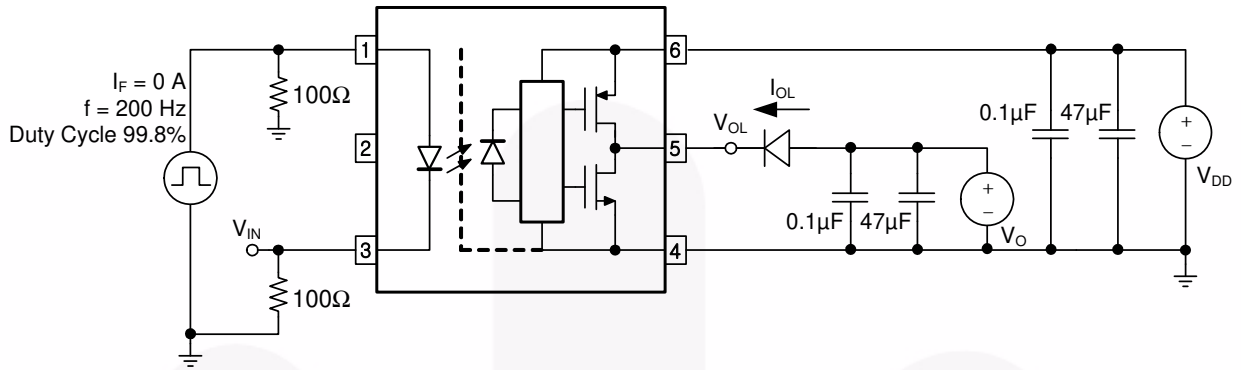 I_F = 0 A
f = 200 Hz
Duty Cycle 99.8%
100Ω
V_IN
100Ω
1
2
3
6
5
4
V_OL
I_OL
0.1µF
47µF
V_O
0.1µF
47µF
V_DD
+
–
+
–